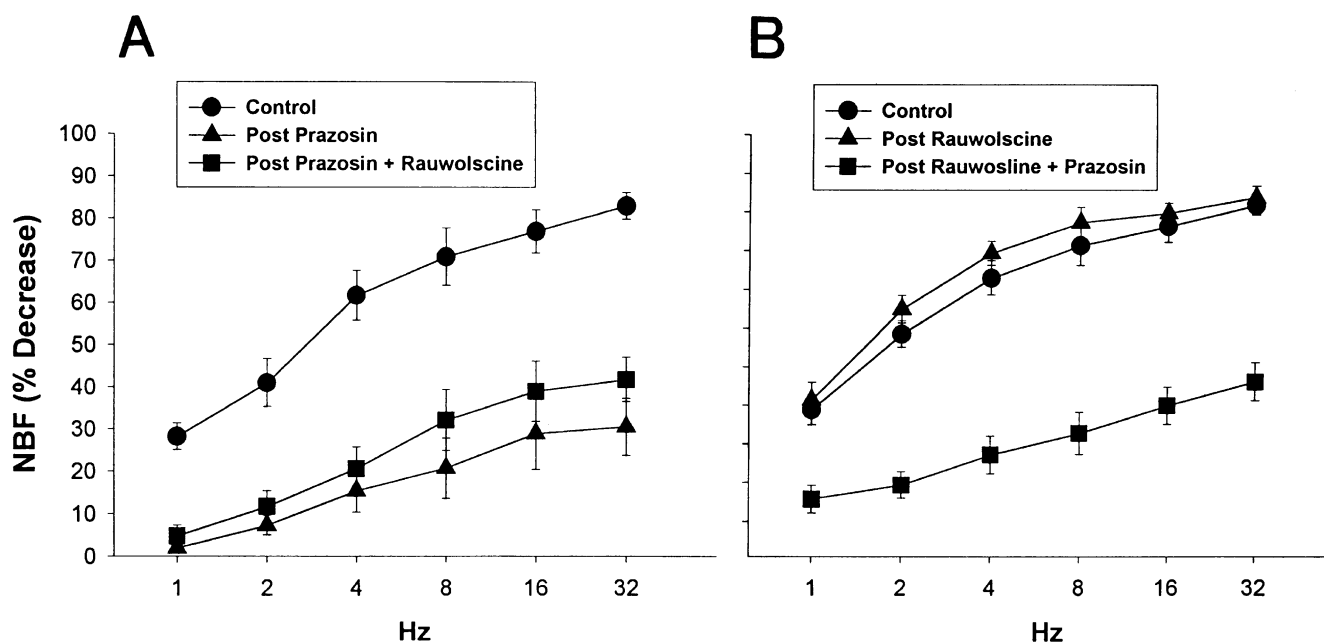 A
B
Control
Post Prazosin
Post Prazosin + Rauwolscine
Control
Post Rauwolscine
Post Rauwosline + Prazosin
NBF (% Decrease)
100
90
80
70
60
50
40
30
20
10
0
1 2 4 8 16 32
Hz
1 2 4 8 16 32
Hz